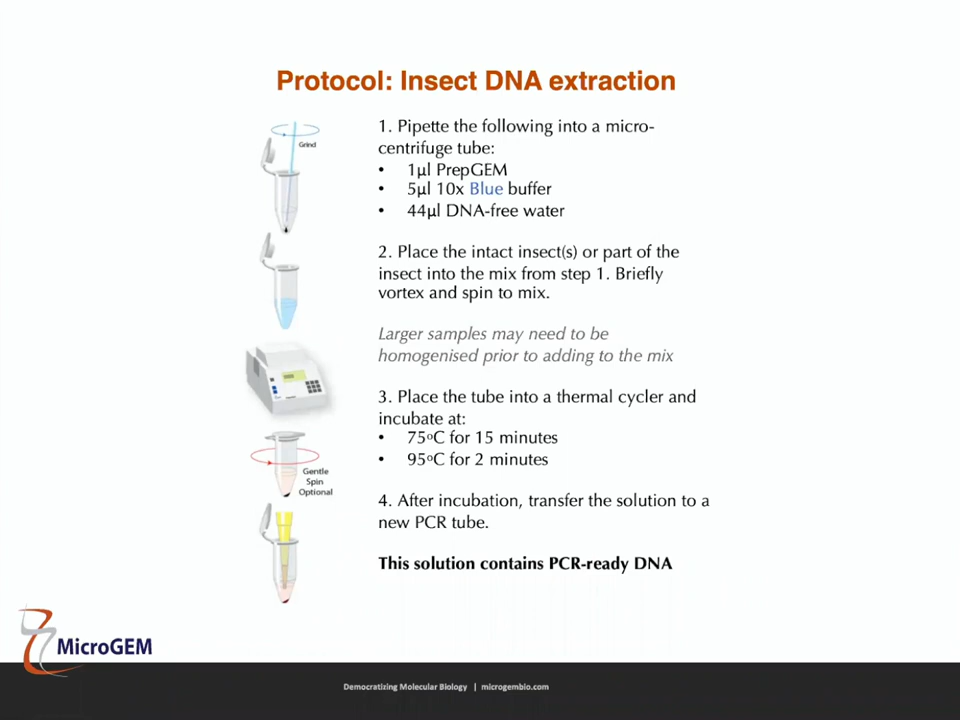 Protocol: Insect DNA extraction
Grind
1. Pipette the following into a micro-
centrifuge tube:
• 1µl PrepGEM
• 5µl 10x Blue buffer
• 44µl DNA-free water
2. Place the intact insect(s) or part of the
insect into the mix from step 1. Briefly
vortex and spin to mix.
Larger samples may need to be
homogenised prior to adding to the mix
3. Place the tube into a thermal cycler and
incubate at:
• 75ºC for 15 minutes
• 95ºC for 2 minutes
Gentle
Spin
Optional
4. After incubation, transfer the solution to a
new PCR tube.
This solution contains PCR-ready DNA
MicroGEM
Democratizing Molecular Biology | microgembio.com